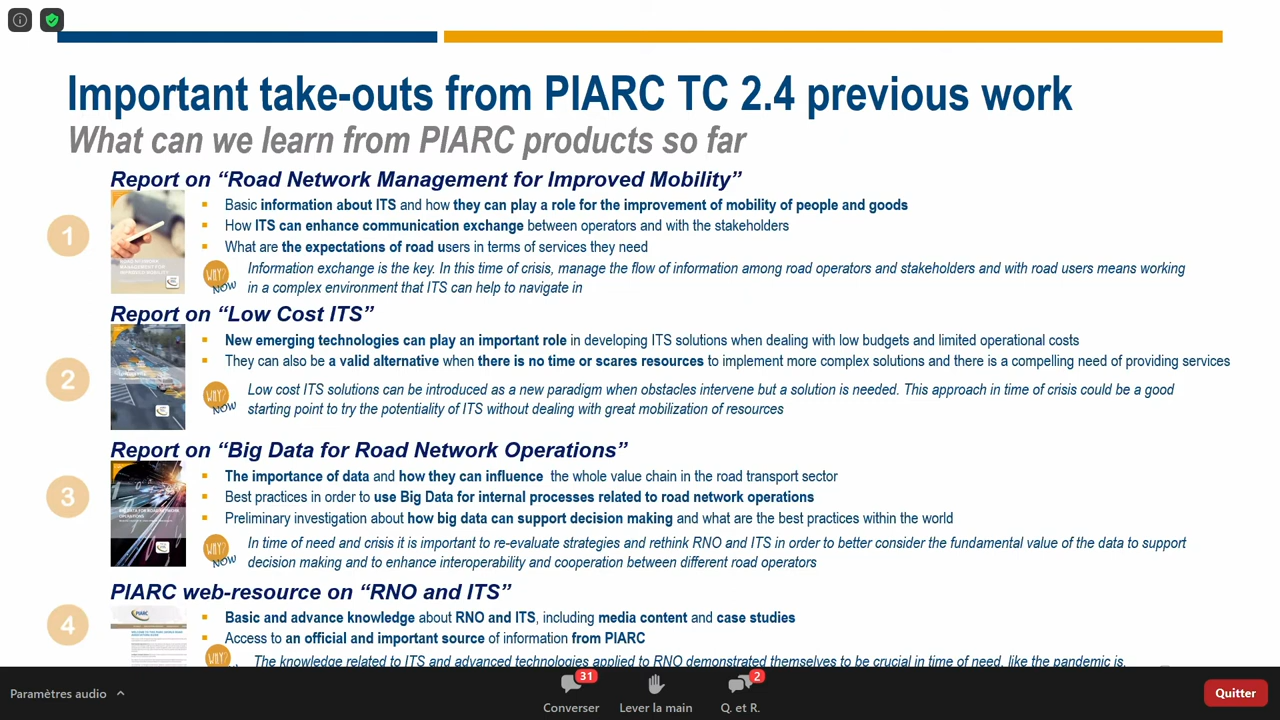 Important take-outs from PIARC TC 2.4 previous work
What can we learn from PIARC products so far
Report on “Road Network Management for Improved Mobility”
1
Basic information about ITS and how they can play a role for the improvement of mobility of people and goods
How ITS can enhance communication exchange between operators and with the stakeholders
What are the expectations of road users in terms of services they need
WHY?
NOW
Information exchange is the key. In this time of crisis, manage the flow of information among road operators and stakeholders and with road users means working
in a complex environment that ITS can help to navigate in
Report on “Low Cost ITS”
2
New emerging technologies can play an important role in developing ITS solutions when dealing with low budgets and limited operational costs
They can also be a valid alternative when there is no time or scares resources to implement more complex solutions and there is a compelling need of providing services
WHY?
NOW
Low cost ITS solutions can be introduced as a new paradigm when obstacles intervene but a solution is needed. This approach in time of crisis could be a good
starting point to try the potentiality of ITS without dealing with great mobilization of resources
Report on “Big Data for Road Network Operations”
3
The importance of data and how they can influence the whole value chain in the road transport sector
Best practices in order to use Big Data for internal processes related to road network operations
Preliminary investigation about how big data can support decision making and what are the best practices within the world
WHY?
NOW
In time of need and crisis it is important to re-evaluate strategies and rethink RNO and ITS in order to better consider the fundamental value of the data to support
decision making and to enhance interoperability and cooperation between different road operators
PIARC web-resource on “RNO and ITS”
4
PIARC
Basic and advance knowledge about RNO and ITS, including media content and case studies
Access to an official and important source of information from PIARC
WHY?
The knowledge related to ITS and advanced technologies applied to RNO demonstrated themselves to be crucial in time of need, like the pandemic is.
Paramètres audio
31
Converser
Lever la main
2
Q. et R.
Quitter